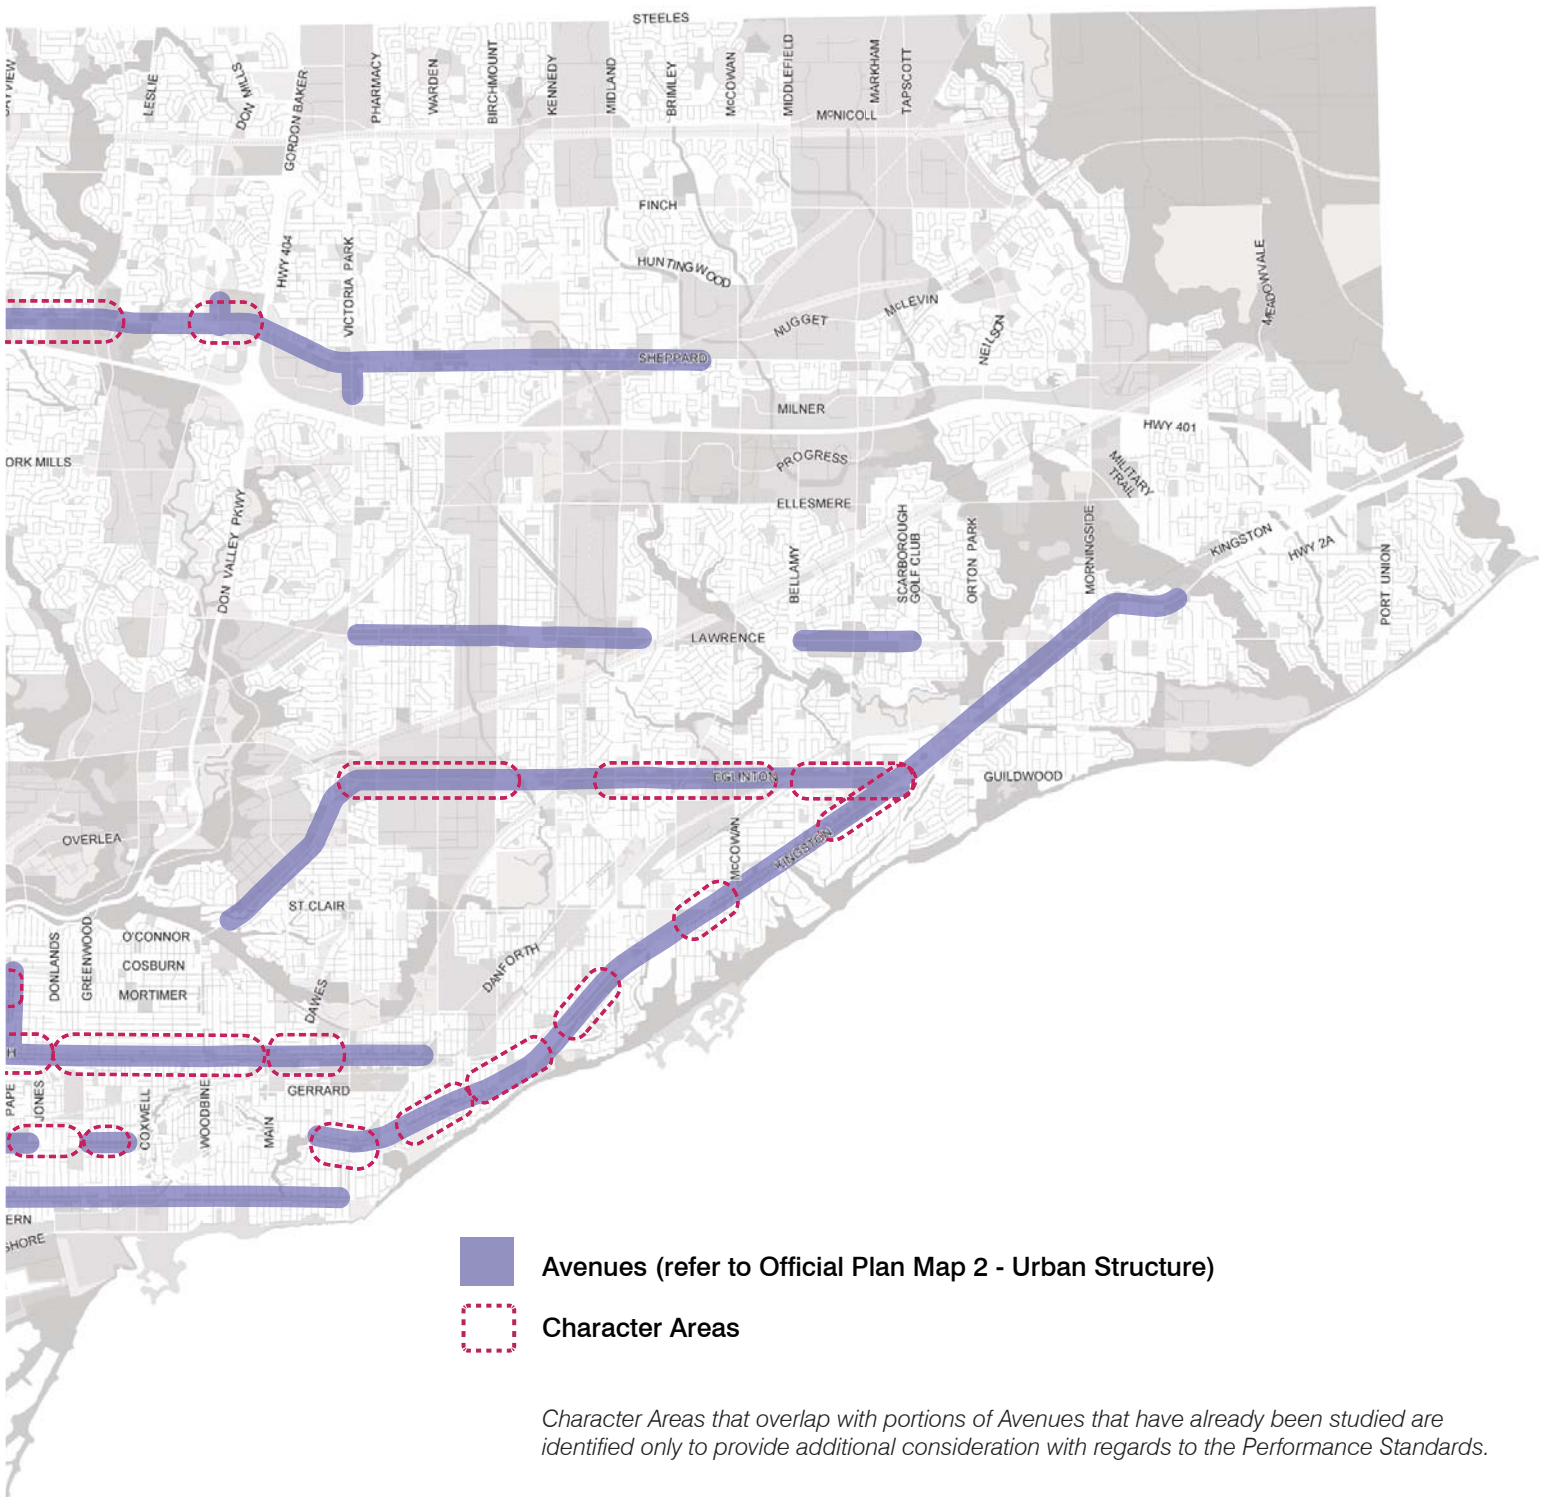 STEELES
LESLIE
DON MILLS
GORDON BAKER
PHARMACY
WARDEN
BIRCHMOUNT
KENNEDY
MIDLAND
BRIMLEY
McCOWAN
MIDDLEFIELD
MARKHAM
TAPSCOTT
McNICOLL
FINCH
HWY 404
VICTORIA PARK
HUNTINGWOOD
McLEVIN
NUGGET
NEILSON
MEADOWVALE
SHEPPARD
MILNER
HWY 401
ORK MILLS
PROGRESS
MILITARY
TRAIL
ELLESMERE
DON VALLEY PKWY
BELLAMY
SCARBOROUGH
GOLF CLUB
ORTON PARK
MORNINGSIDE
KINGSTON
HWY 2A
PORT UNION
LAWRENCE
EGLINTON
GUILDWOOD
OVERLEA
McCOWAN
KINGSTON
ST.CLAIR
DONLANDS
GREENWOOD
O'CONNOR
COSBURN
MORTIMER
DAWES
DANFORTH
H
PAPE
JONES
COXWELL
WOODBINE
MAIN
GERRARD
ERN
SHORE
Avenues (refer to Official Plan Map 2 - Urban Structure)
Character Areas
Character Areas that overlap with portions of Avenues that have already been studied are
identified only to provide additional consideration with regards to the Performance Standards.